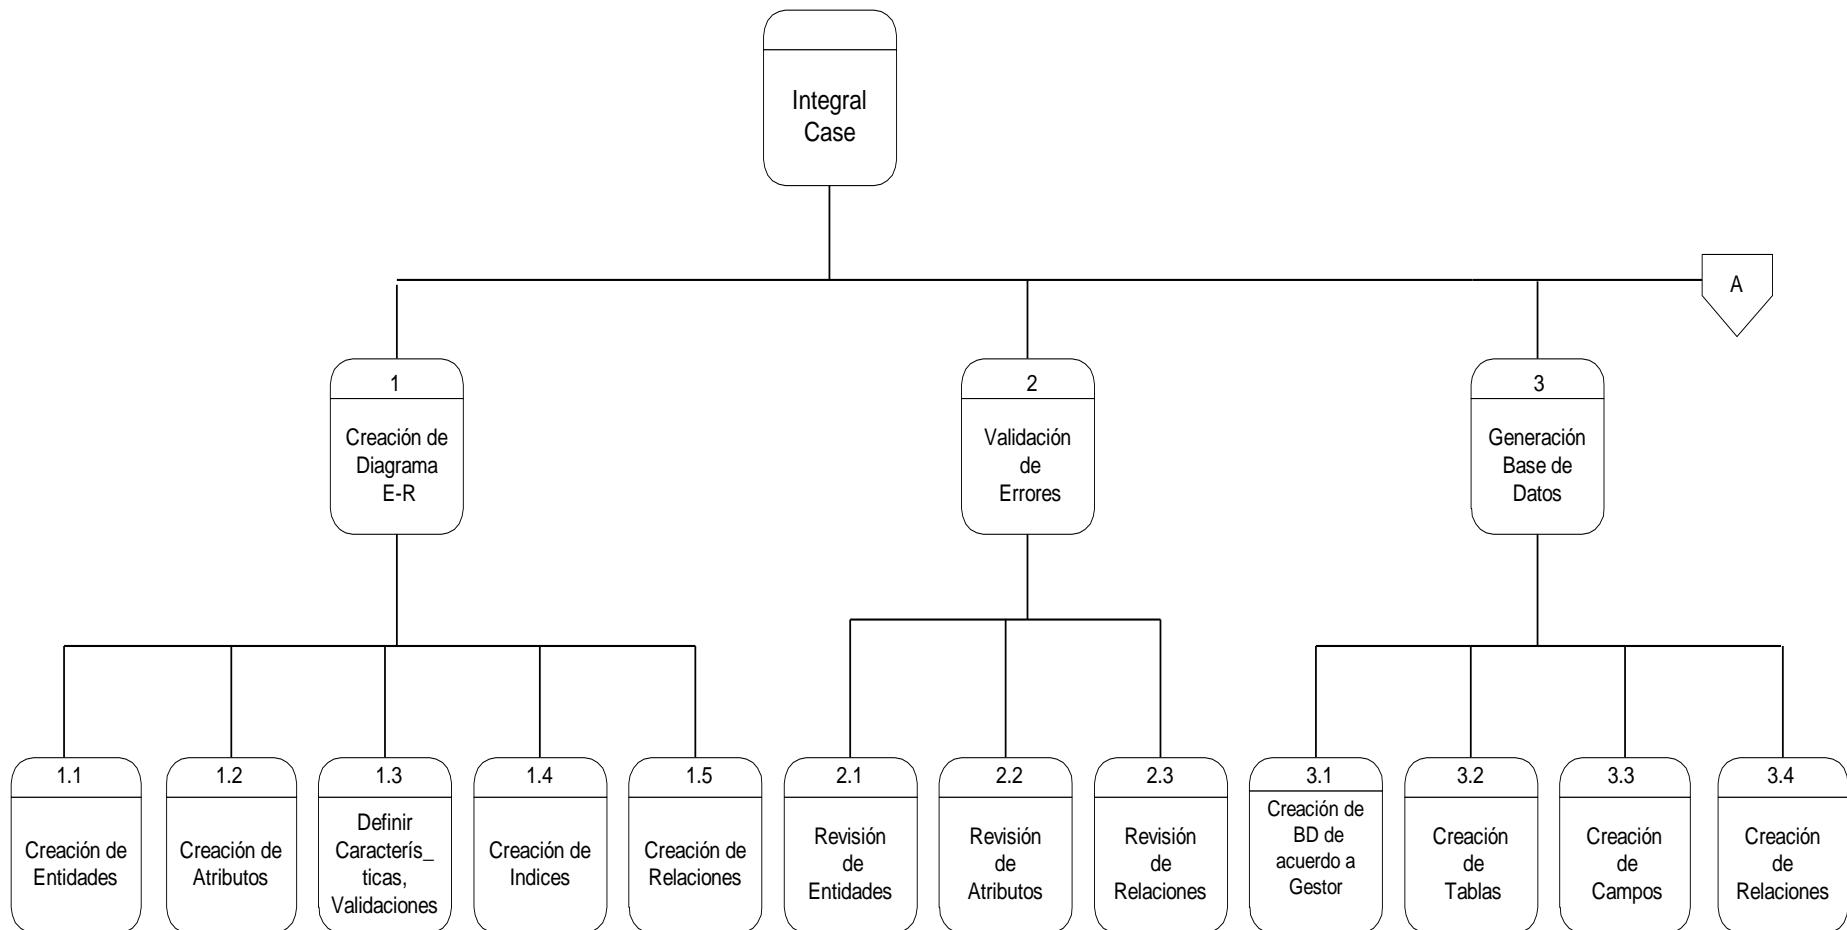 Integral
Case
A
1
Creación de
Diagrama
E-R
2
Validación
de
Errores
3
Generación
Base de
Datos
1.1
Creación de
Entidades
1.2
Creación de
Atributos
1.3
Definir
Caracterís_
ticas,
Validaciones
1.4
Creación de
Indices
1.5
Creación de
Relaciones
2.1
Revisión
de
Entidades
2.2
Revisión
de
Atributos
2.3
Revisión
de
Relaciones
3.1
Creación de
BD de
acuerdo a
Gestor
3.2
Creación
de
Tablas
3.3
Creación
de
Campos
3.4
Creación
de
Relaciones